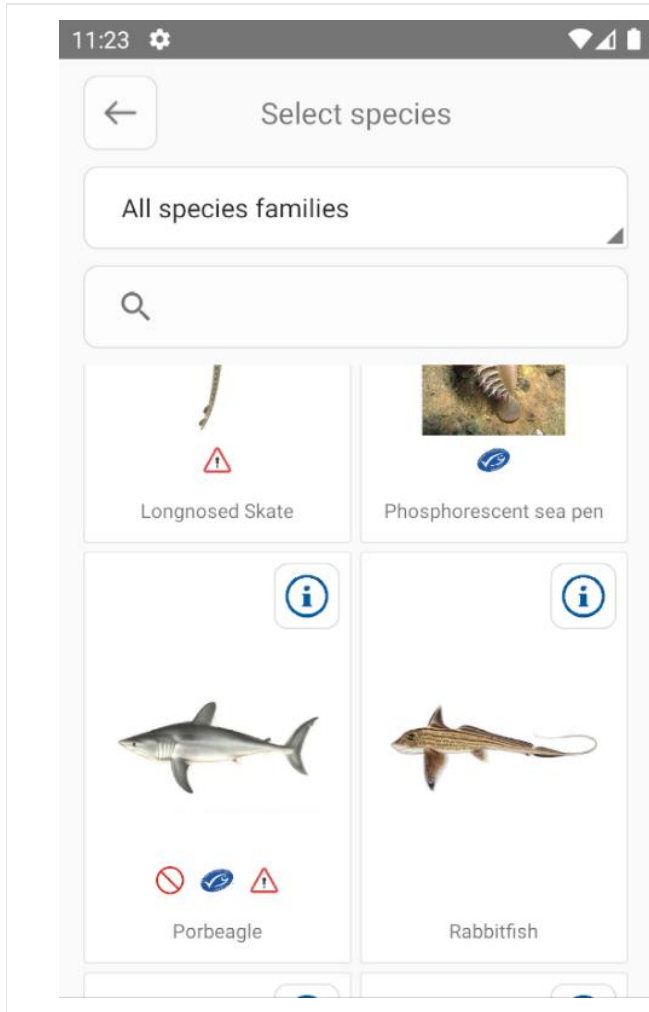 11:23
Select species
All species families
Longnosed Skate
Phosphorescent sea pen
Porbeagle
Rabbitfish